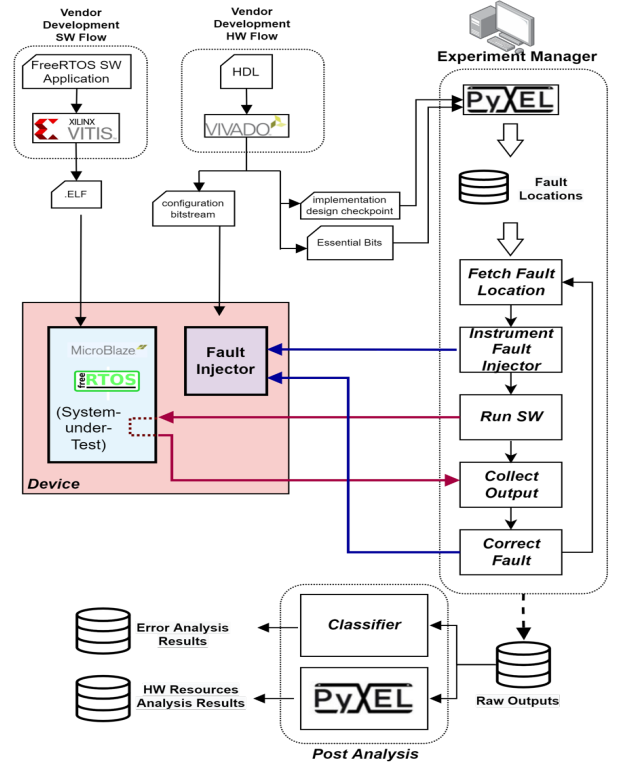 Vendor
Development
SW Flow
FreeRTOS SW
Application
XILINX
VITIS
.ELF
Vendor
Development
HW Flow
HDL
VIVADO
configuration
bitstream
implementation
design checkpoint
Essential Bits
Experiment Manager
PyXEL
Fault
Locations
Fetch Fault
Location
Instrument
Fault
Injector
Run SW
Collect
Output
Correct
Fault
MicroBlaze
freeRTOS
(System-
under-
Test)
Fault
Injector
Device
Error Analysis
Results
HW Resources
Analysis Results
Classifier
PyXEL
Post Analysis
Raw Outputs